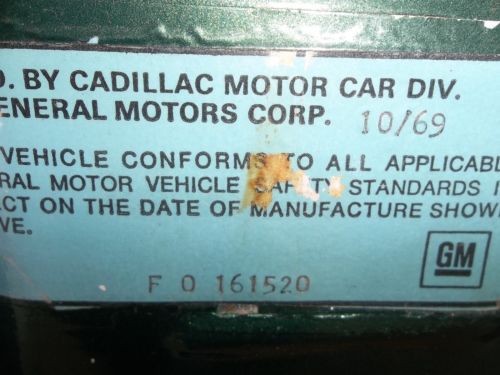 D. BY CADILLAC MOTOR CAR DIV.
GENERAL MOTORS CORP. 10/69
VEHICLE CONFORMS TO ALL APPLICABL
RAL MOTOR VEHICLE SAFETY STANDARDS
CT ON THE DATE OF MANUFACTURE SHOW
VE.
GM
F 0 161520